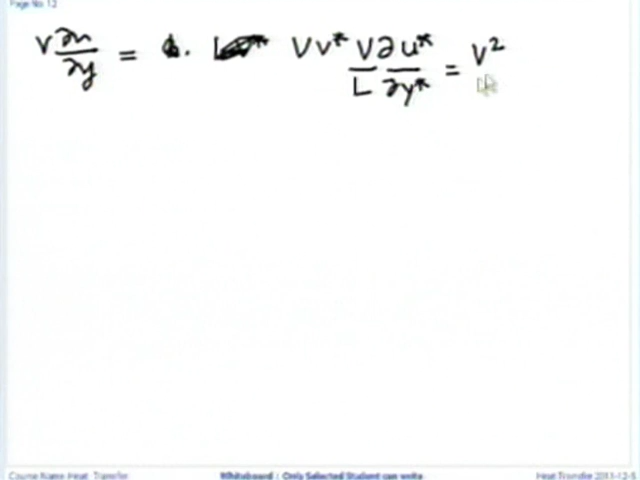 Page No: 12
v ∂u/∂y = V v* V/L ∂u*/∂y* = V²
Course Name: Heat Transfer Whiteboard : Only Selected Student can write Heat Transfer 2011-12-5